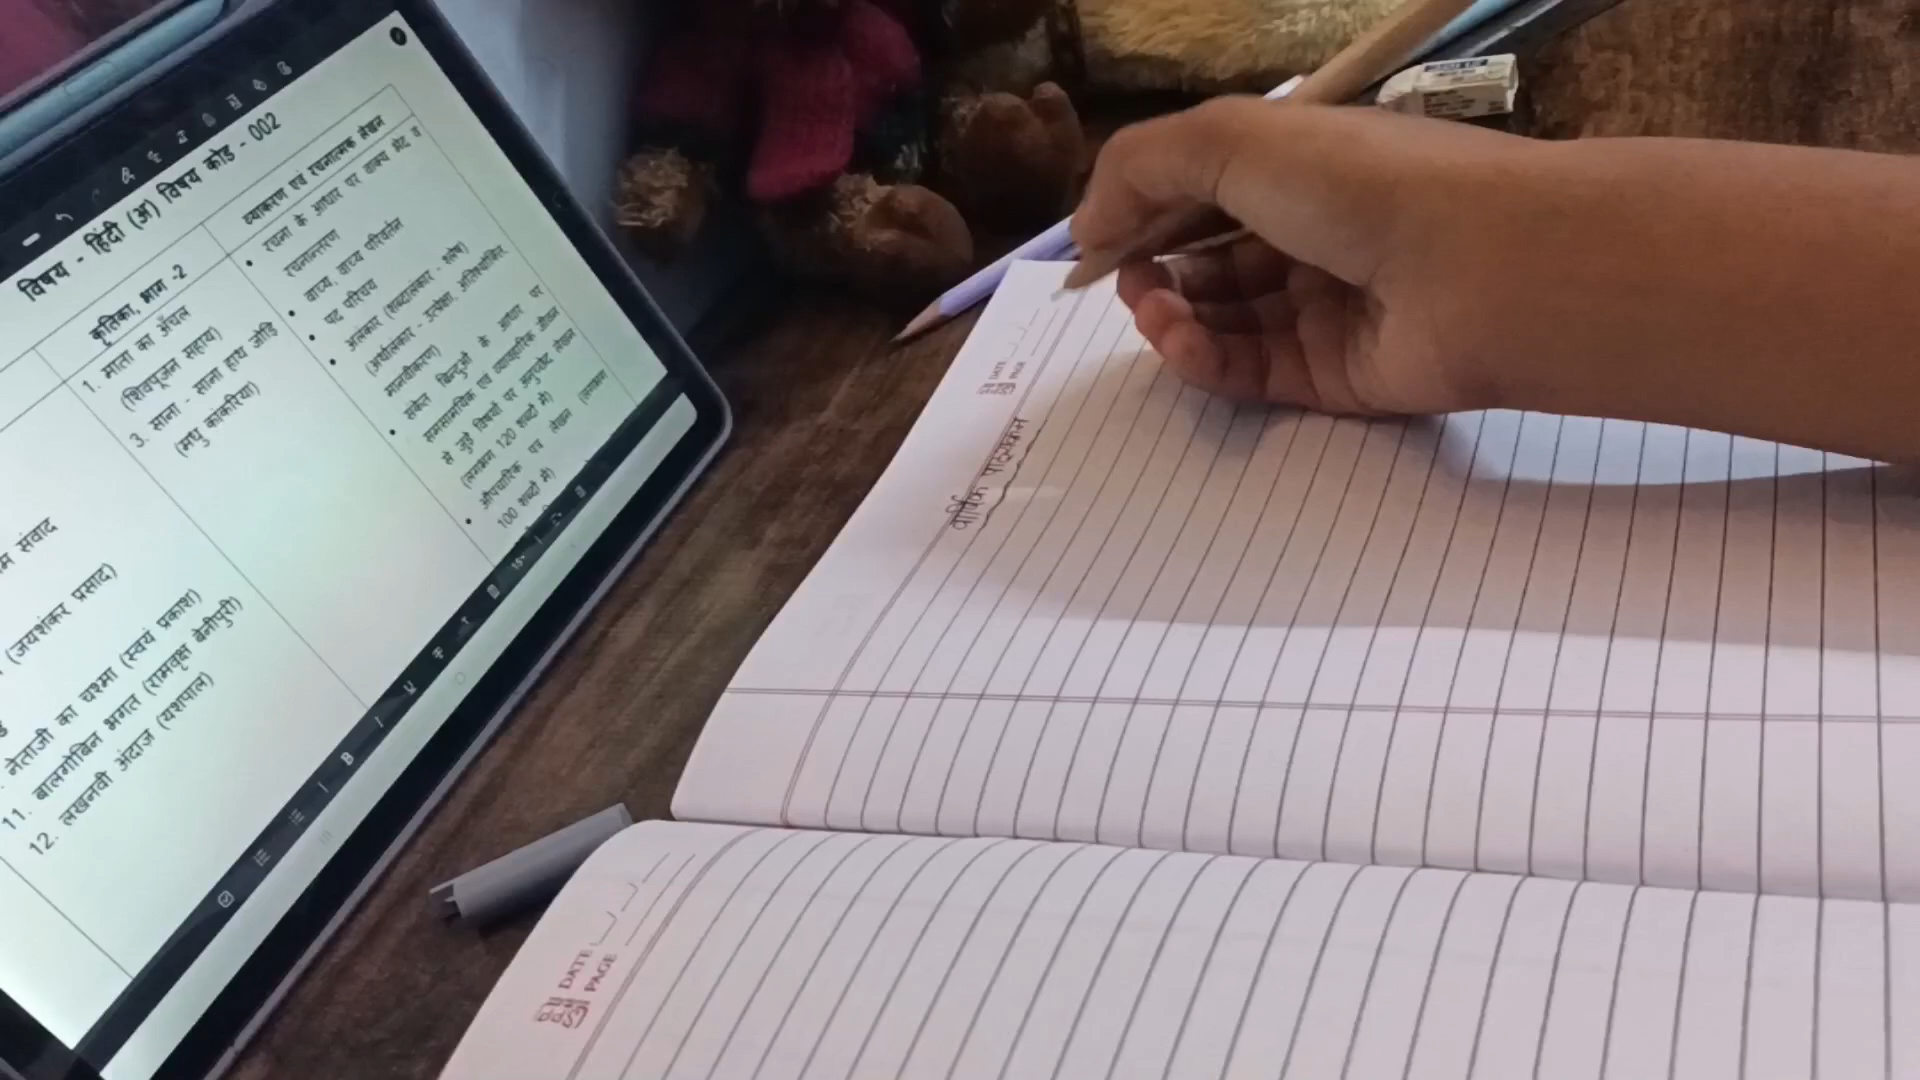 विषय - हिंदी (अ) विषय कोड - 002
कृतिका, भाग -2
1. माता का अँचल
(शिवपूजन सहाय)
3. साना - साना हाथ जोड़ि
(मधु कांकरिया)
व्याकरण एवं रचनात्मक लेखन
• रचना के आधार पर वाक्य भेद व
रचनान्तरण
• वाच्य, वाच्य परिवर्तन
• पद परिचय
• अलंकार (शब्दालंकार - श्लेष)
(अर्थालंकार - उत्प्रेक्षा, अतिश्योक्ति,
मानवीकरण)
• संकेत बिन्दुओं के आधार पर
समसामयिक एवं व्यावहारिक जीवन
से जुड़े विषयों पर अनुच्छेद लेखन
(लगभग 120 शब्दों में)
• औपचारिक पत्र लेखन (लगभग
100 शब्दों में)
संवाद
(जयशंकर प्रसाद)
नेताजी का चश्मा (स्वयं प्रकाश)
11. बालगोबिन भगत (रामवृक्ष बेनीपुरी)
12. लखनवी अंदाज़ (यशपाल)
DATE
PAGE
वार्षिक पाठ्यक्रम
DATE
PAGE